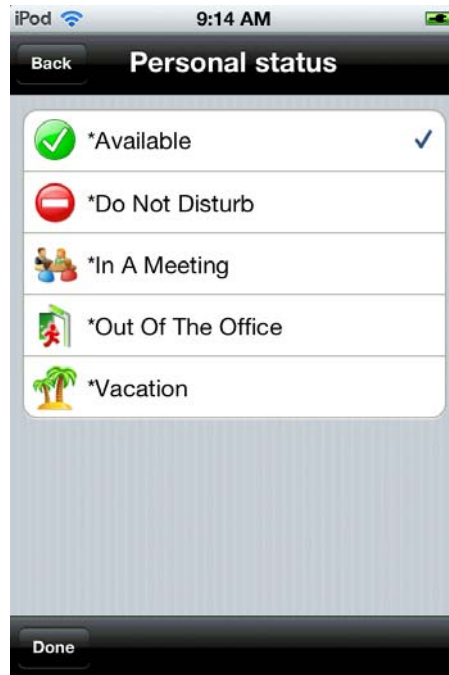 iPod 9:14 AM
Back Personal status
*Available
*Do Not Disturb
*In A Meeting
*Out Of The Office
*Vacation
Done